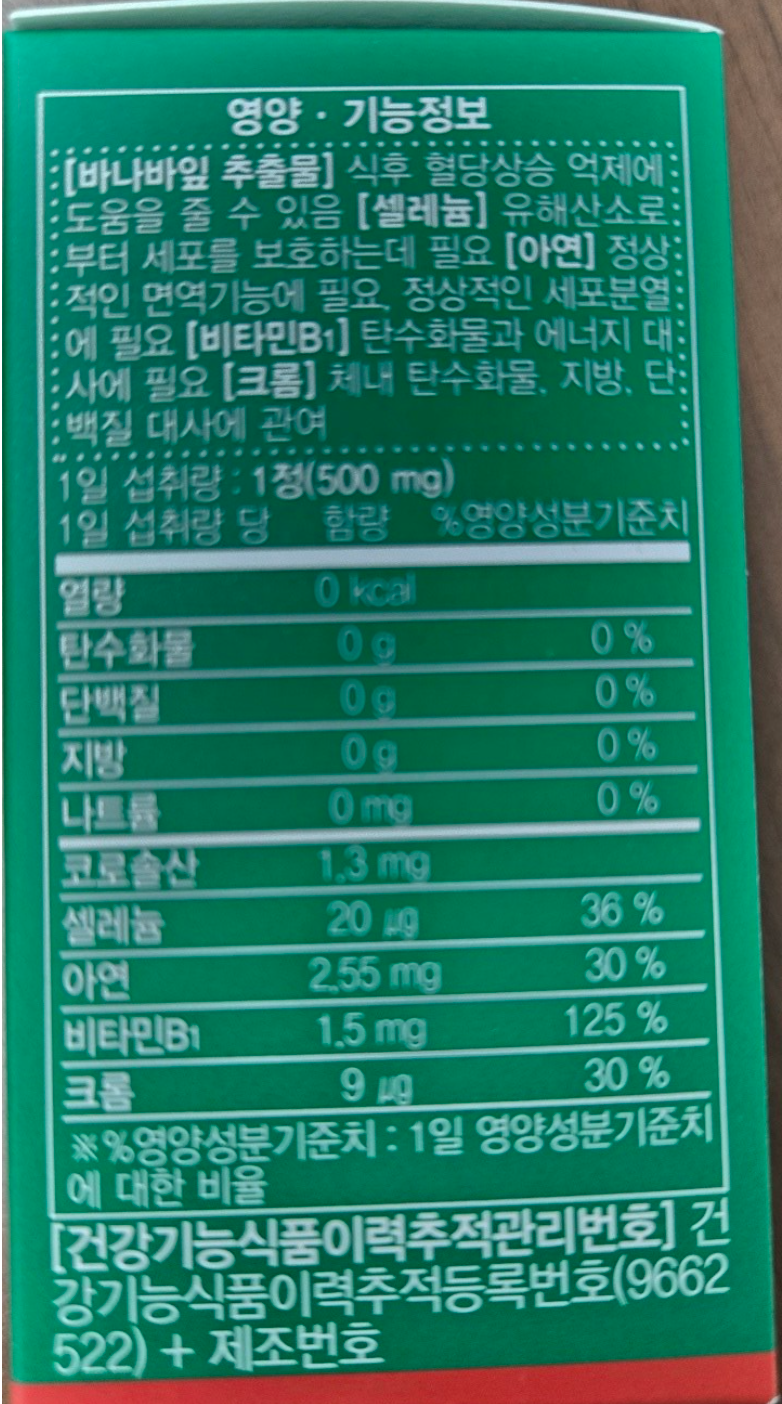 영양 · 기능정보
[바나바잎 추출물] 식후 혈당상승 억제에
도움을 줄 수 있음 [셀레늄] 유해산소로
부터 세포를 보호하는데 필요 [아연] 정상
적인 면역기능에 필요, 정상적인 세포분열
에 필요 [비타민B1] 탄수화물과 에너지 대
사에 필요 [크롬] 체내 탄수화물, 지방, 단
백질 대사에 관여
1일 섭취량 : 1정(500 mg)
1일 섭취량 당 함량 %영양성분기준치
열량 0 kcal
탄수화물 0 g 0 %
단백질 0 g 0 %
지방 0 g 0 %
나트륨 0 mg 0 %
코로솔산 1.3 mg
셀레늄 20 ㎍ 36 %
아연 2.55 mg 30 %
비타민B1 1.5 mg 125 %
크롬 9 ㎍ 30 %
※%영양성분기준치 : 1일 영양성분기준치
에 대한 비율
[건강기능식품이력추적관리번호] 건
강기능식품이력추적등록번호(9662
522) + 제조번호